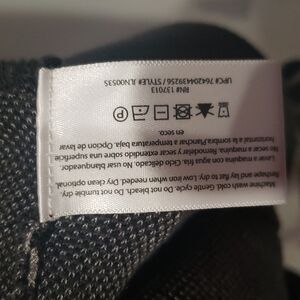 Machine wash cold. Gentle cycle. Do not bleach. Do not tumble dry.
Reshape and lay flat to dry. Low iron, when needed. Dry clean optional.
Lavar maquina con agua fria. Ciclo delicado. No usar blanqueador.
No secar en maquina. Remodelar y secar extendido sobre una superficie
horizontal a la sombra. Planchar a temperatura baja. Opcion de lavar
en seco.
RN# 137013
UPC# 764204439256 / STYLE# JLN00535